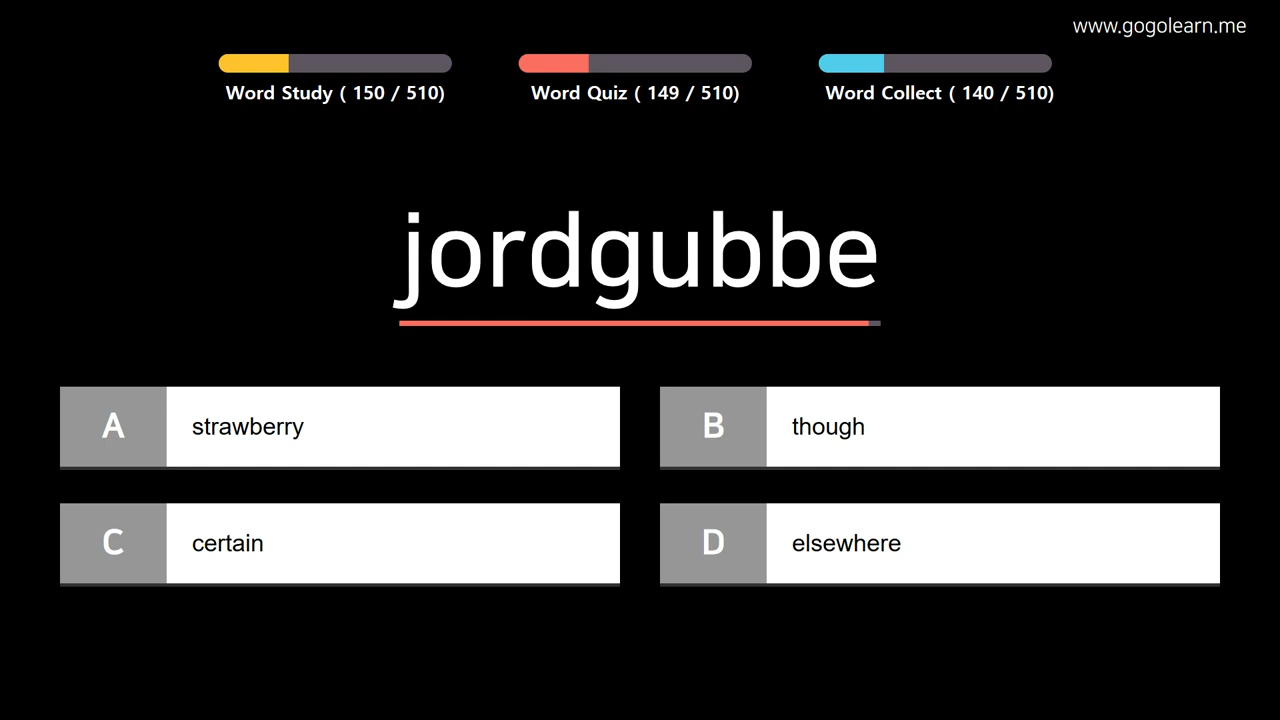 www.gogolearn.me
Word Study ( 150 / 510) Word Quiz ( 149 / 510) Word Collect ( 140 / 510)
jordgubbe
A strawberry
B though
C certain
D elsewhere